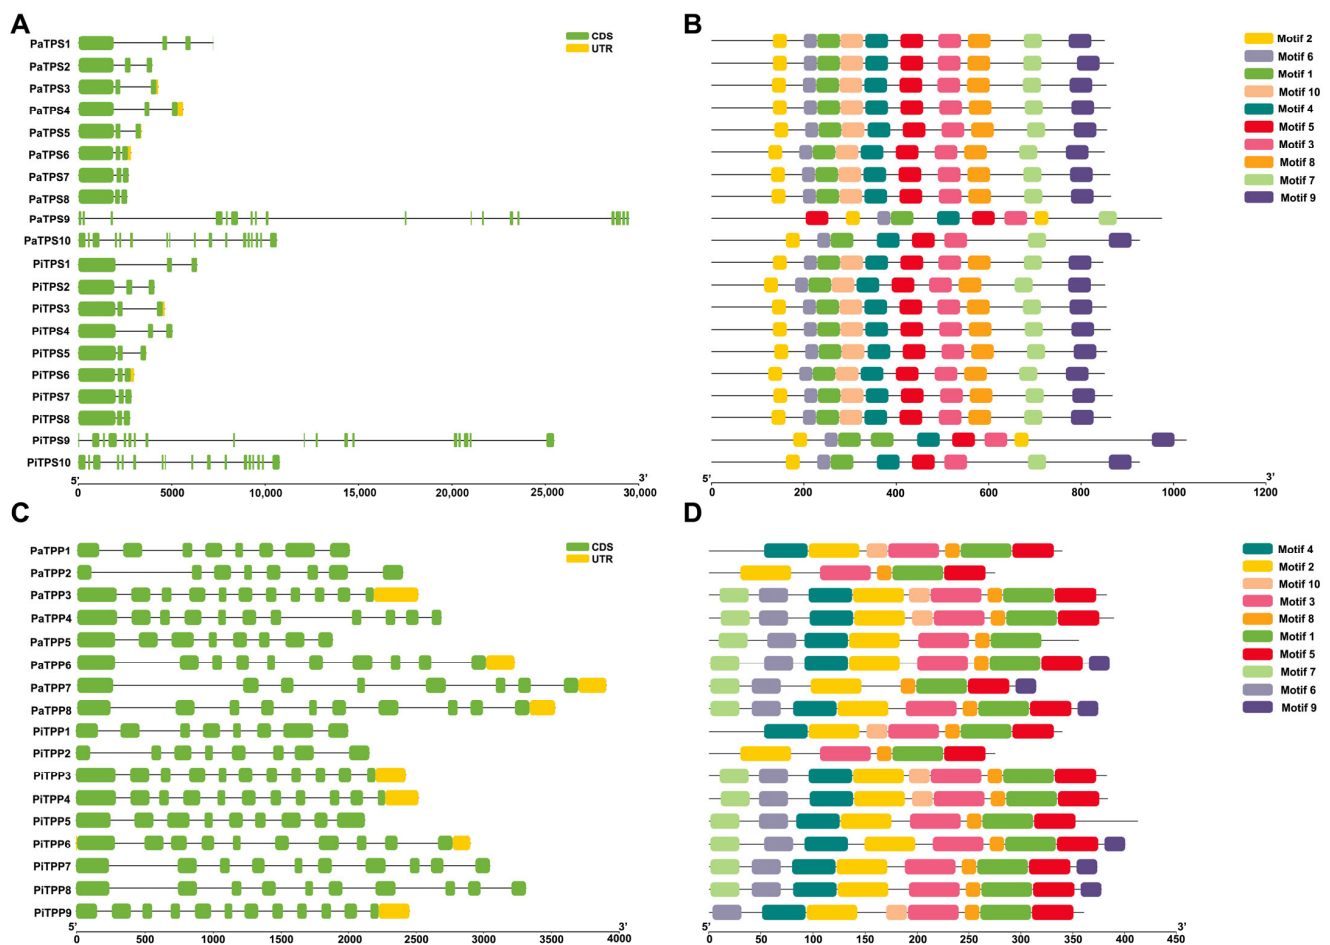 A
CDS
UTR
PaTPS1
PaTPS2
PaTPS3
PaTPS4
PaTPS5
PaTPS6
PaTPS7
PaTPS8
PaTPS9
PaTPS10
PiTPS1
PiTPS2
PiTPS3
PiTPS4
PiTPS5
PiTPS6
PiTPS7
PiTPS8
PiTPS9
PiTPS10
5' 3'
0 5000 10,000 15,000 20,000 25,000 30,000
B
Motif 2
Motif 6
Motif 1
Motif 10
Motif 4
Motif 5
Motif 3
Motif 8
Motif 7
Motif 9
5' 3'
0 200 400 600 800 1000 1200
C
CDS
UTR
PaTPP1
PaTPP2
PaTPP3
PaTPP4
PaTPP5
PaTPP6
PaTPP7
PaTPP8
PiTPP1
PiTPP2
PiTPP3
PiTPP4
PiTPP5
PiTPP6
PiTPP7
PiTPP8
PiTPP9
5' 3'
0 500 1000 1500 2000 2500 3000 3500 4000
D
Motif 4
Motif 2
Motif 10
Motif 3
Motif 8
Motif 1
Motif 5
Motif 7
Motif 6
Motif 9
5' 3'
0 50 100 150 200 250 300 350 400 450